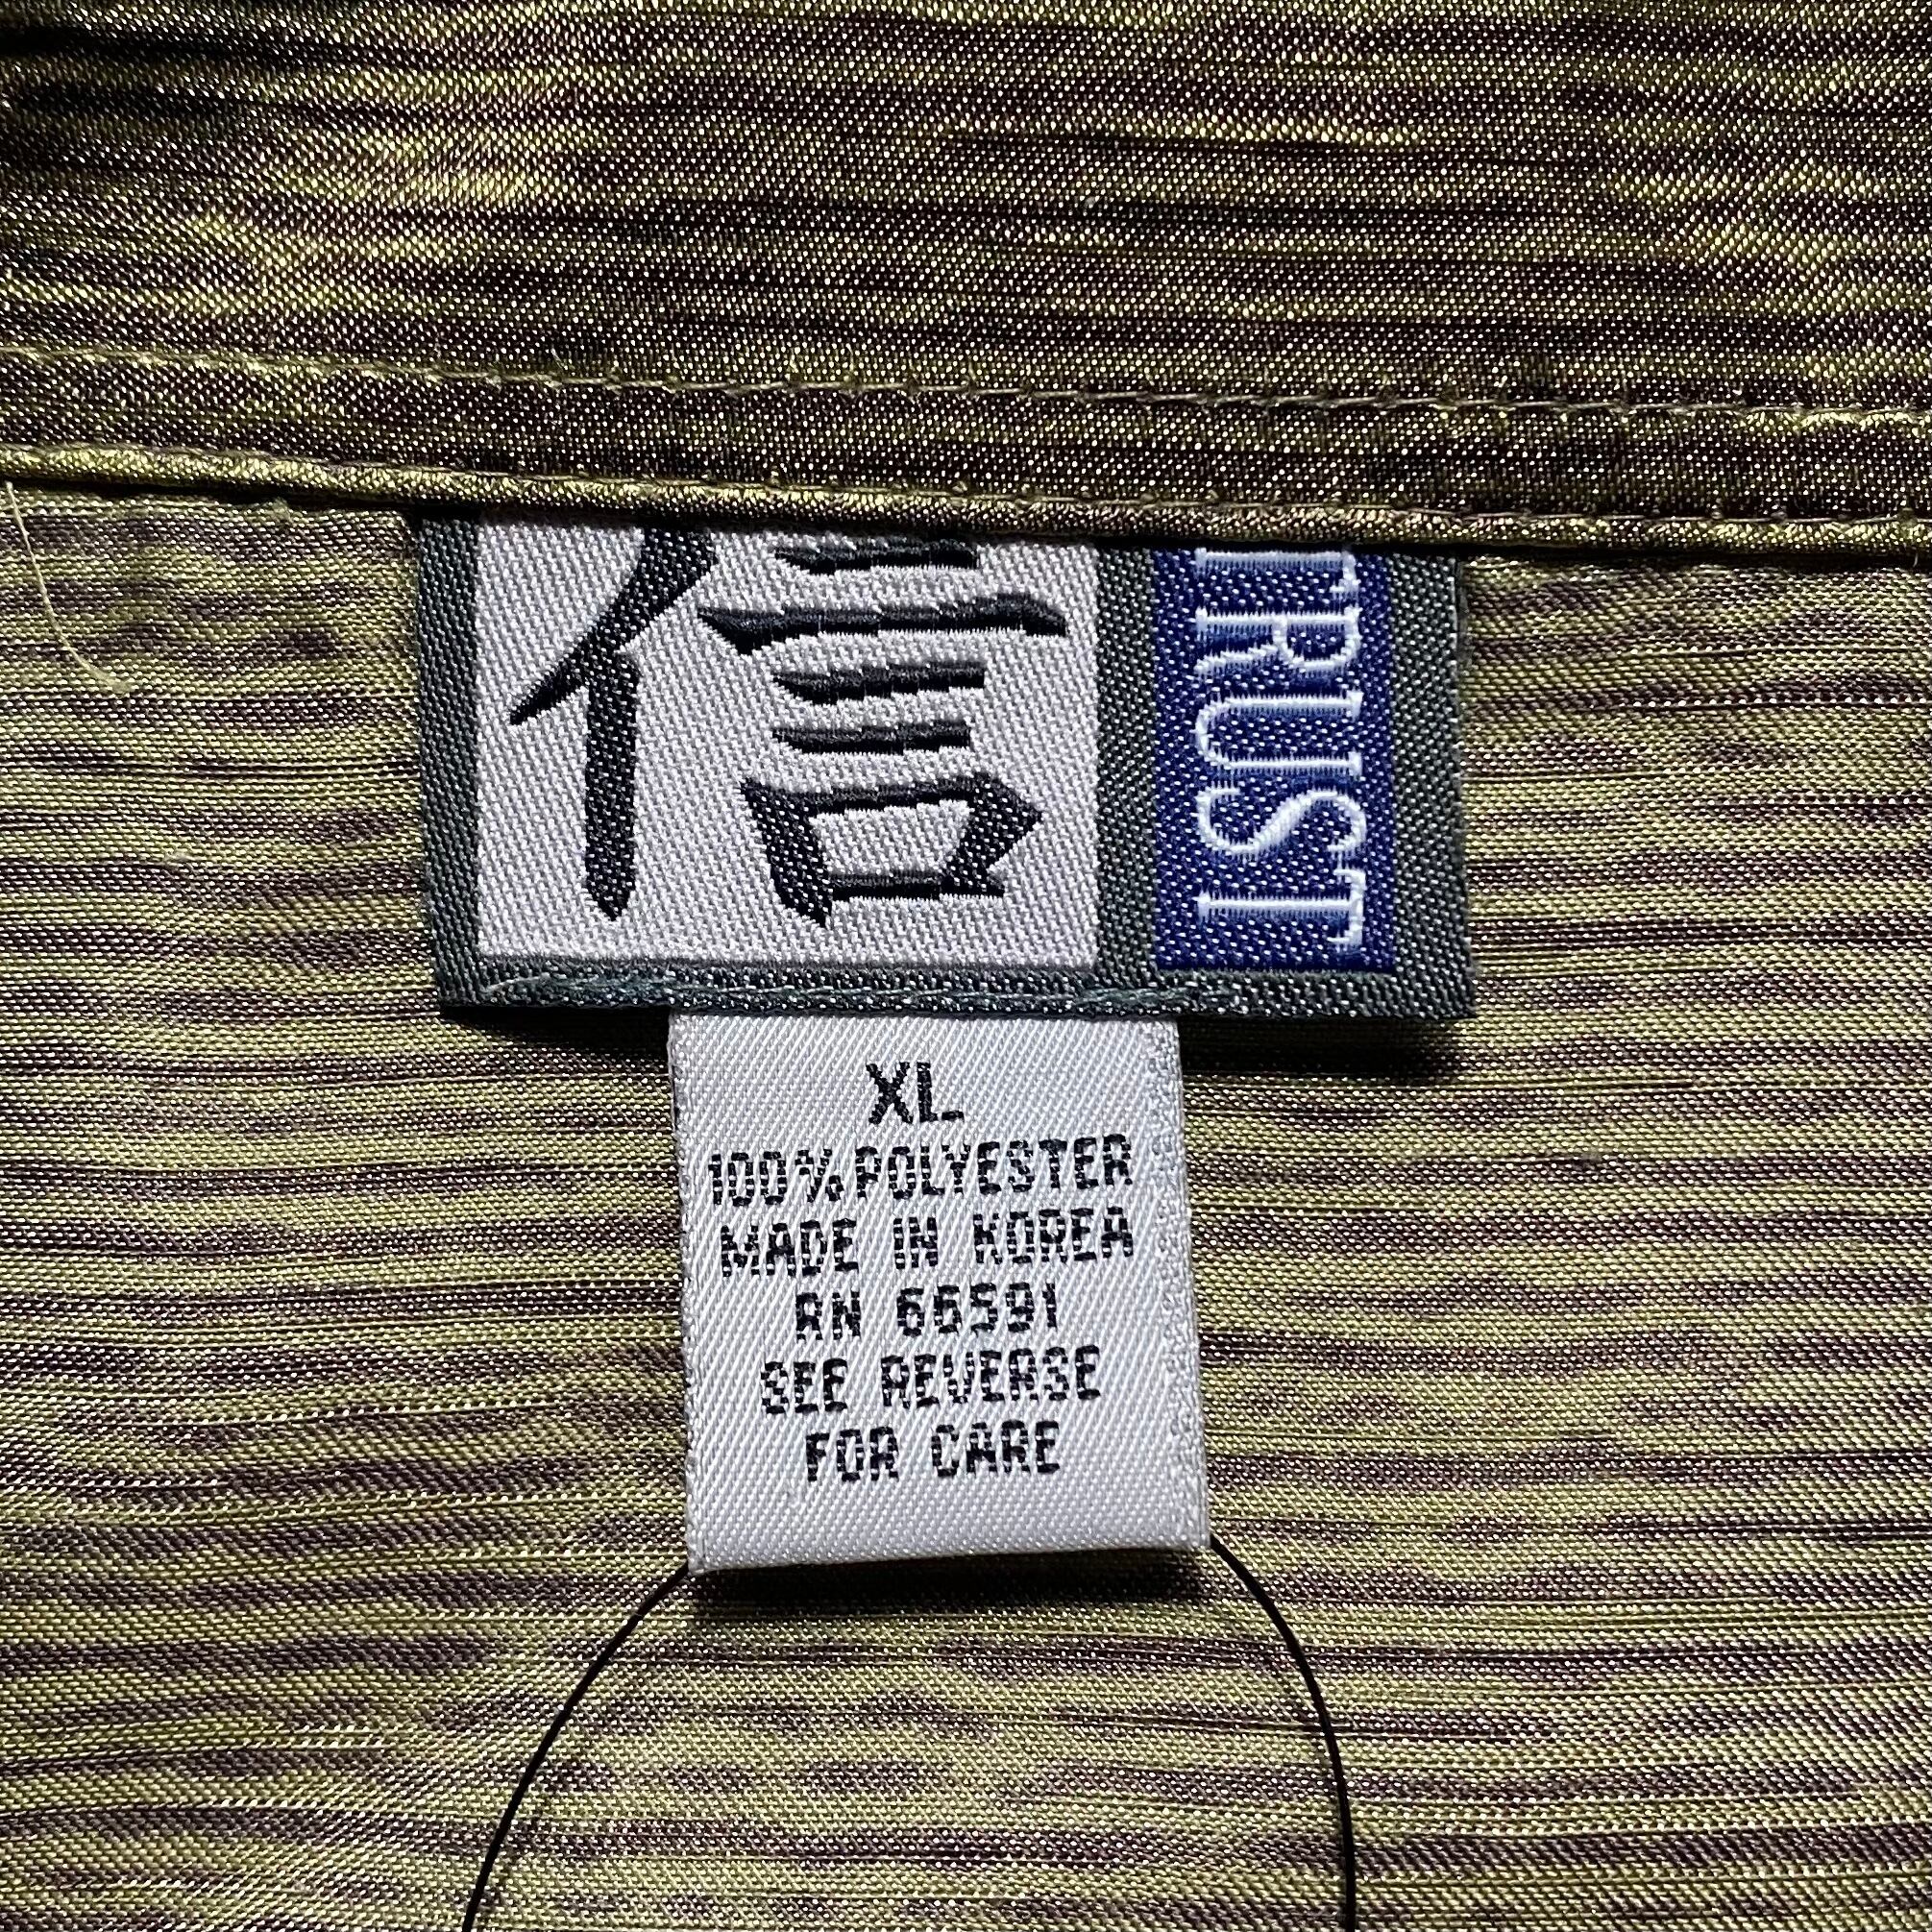 信
TRUST
XL
100% POLYESTER
MADE IN KOREA
RN 66591
SEE REVERSE
FOR CARE